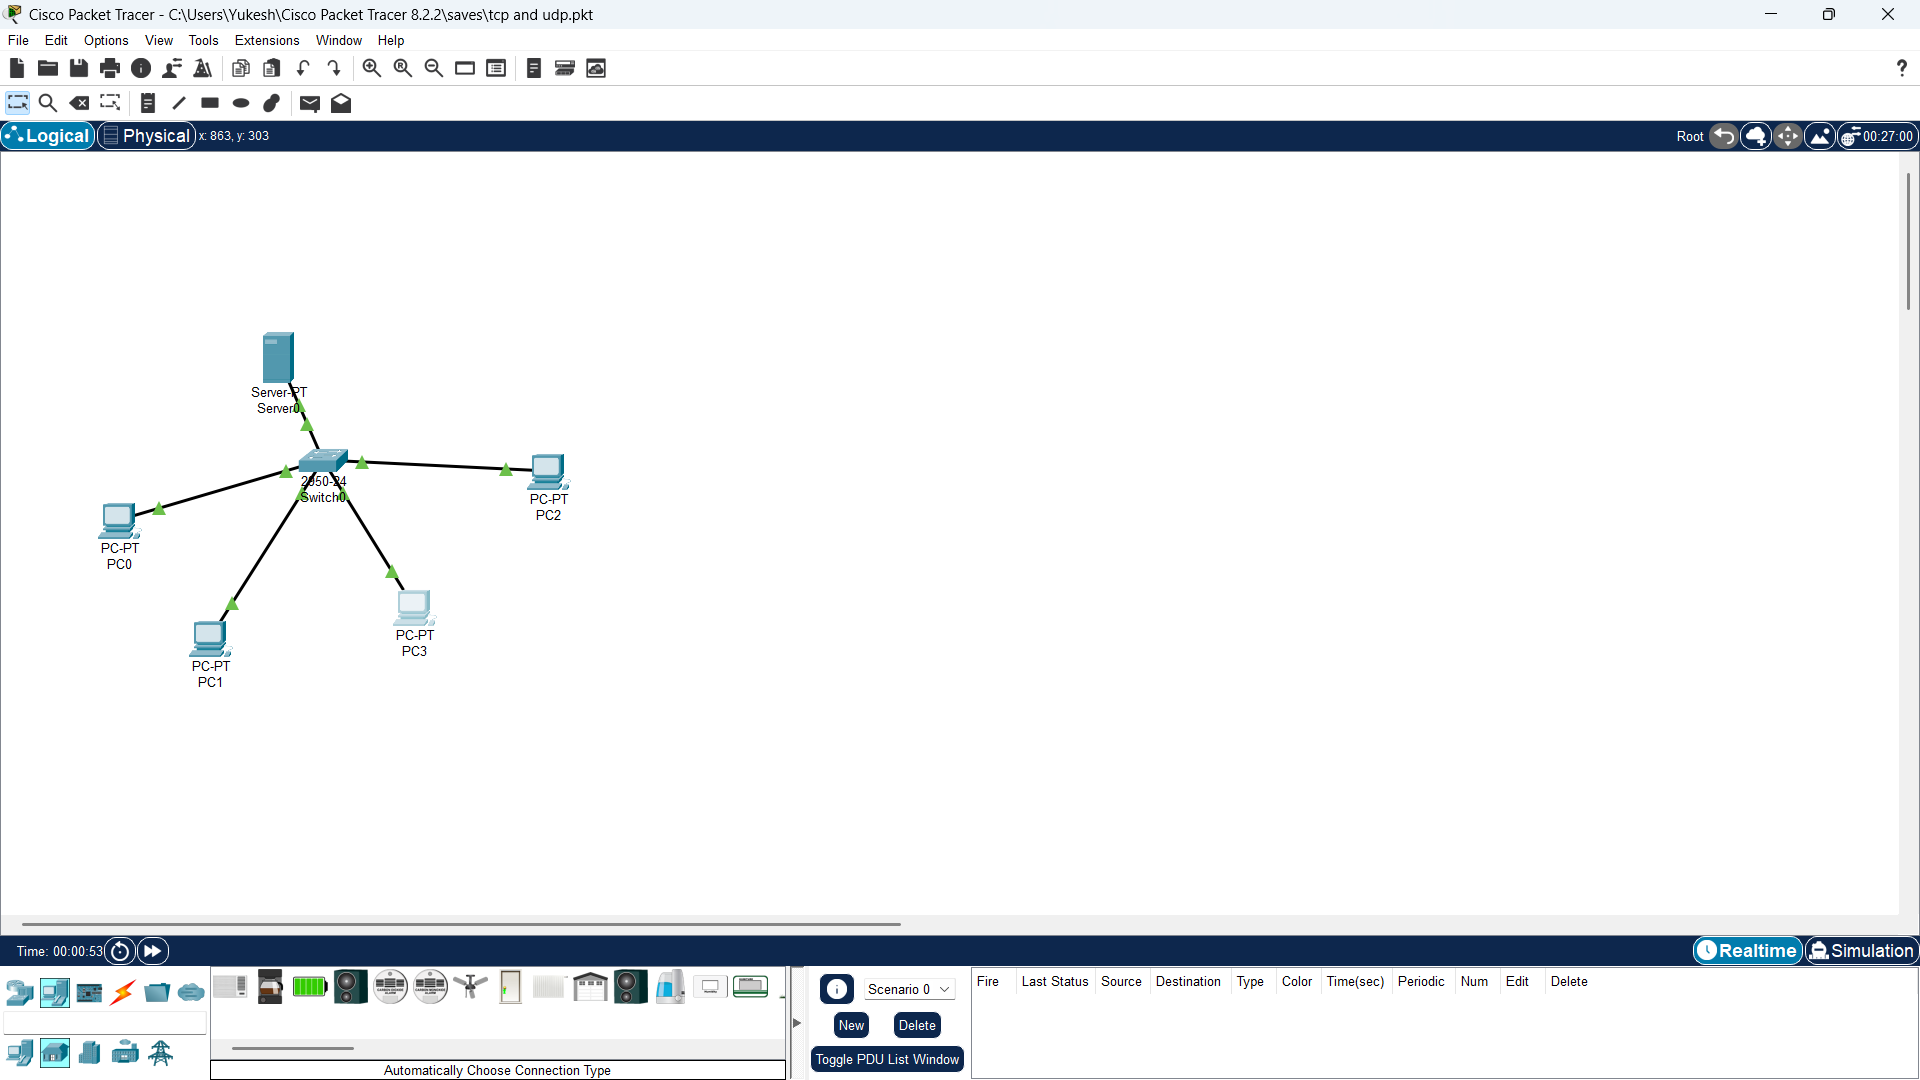 Cisco Packet Tracer - C:\Users\Yukesh\Cisco Packet Tracer 8.2.2\saves\tcp and udp.pkt
File Edit Options View Tools Extensions Window Help
Logical Physical x: 863, y: 303 Root 00:27:00
Server-PT
Server0
2950-24
Switch0
PC-PT
PC2
PC-PT
PC0
PC-PT
PC3
PC-PT
PC1
Time: 00:00:53 Realtime Simulation
Scenario 0
New Delete
Toggle PDU List Window
Fire Last Status Source Destination Type Color Time(sec) Periodic Num Edit Delete
Automatically Choose Connection Type